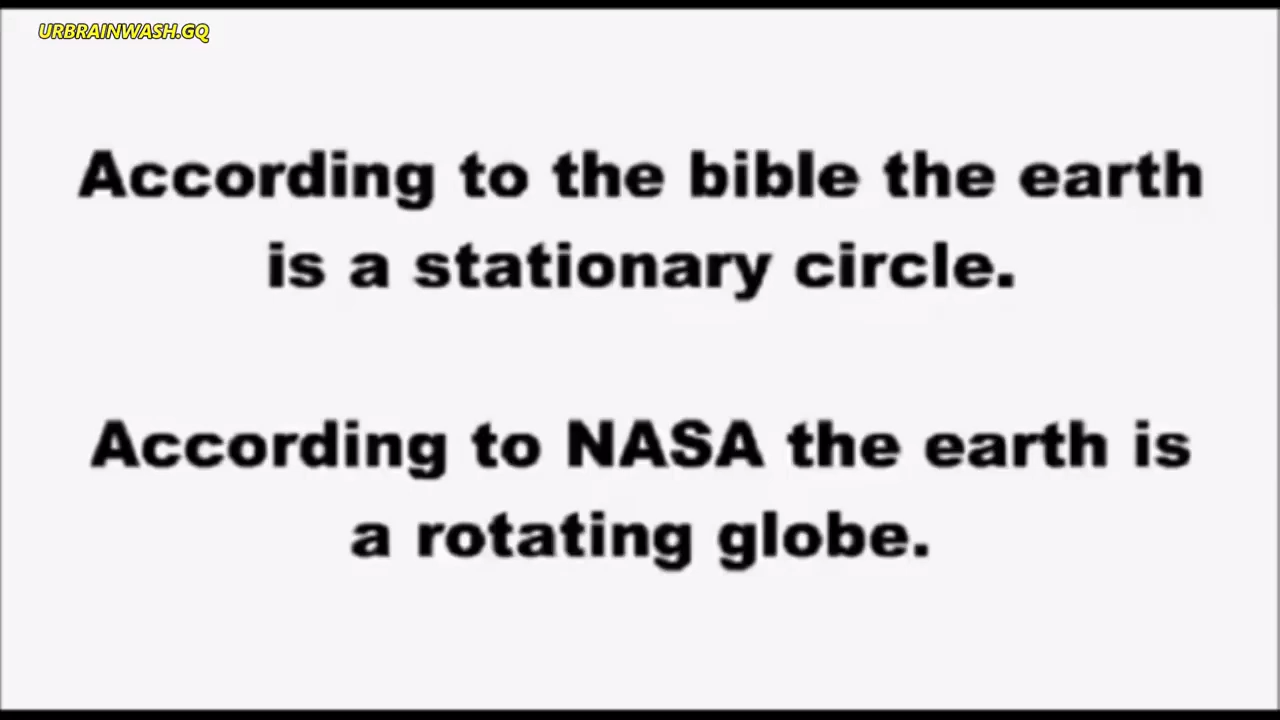 URBRAINWASH.GQ
According to the bible the earth
is a stationary circle.
According to NASA the earth is
a rotating globe.